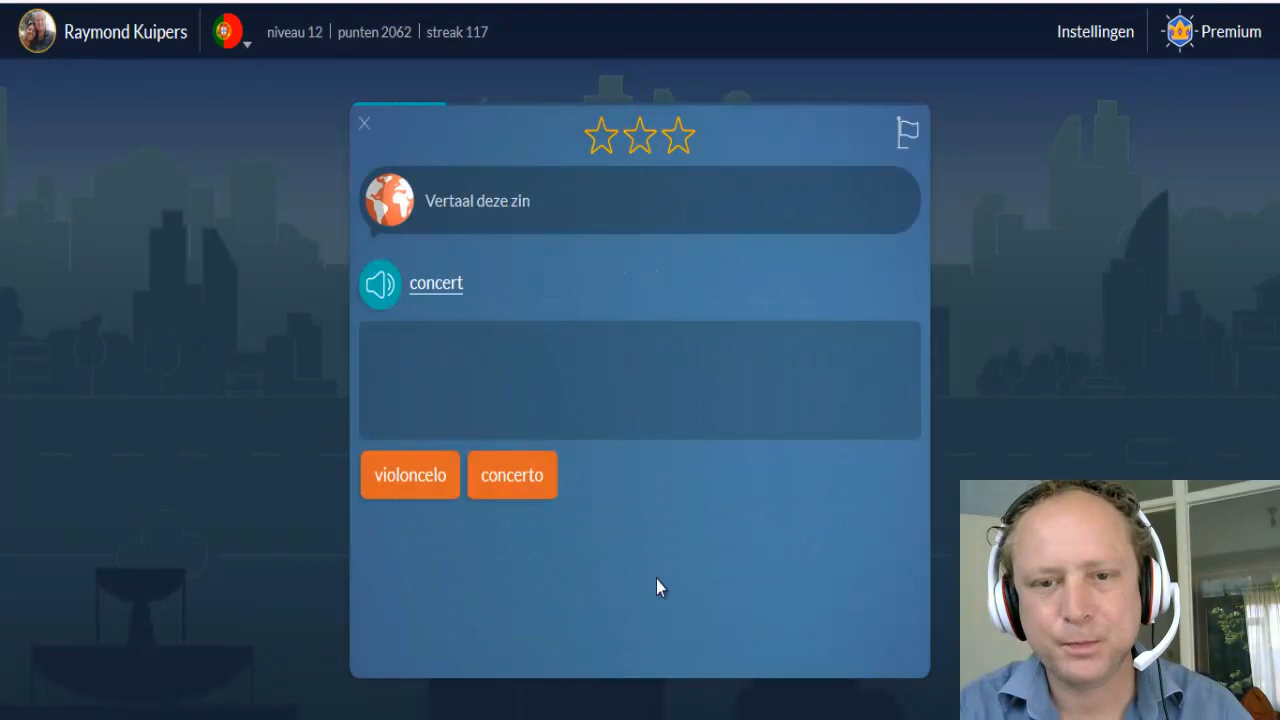 Raymond Kuipers niveau 12 punten 2062 streak 117 Instellingen Premium
Vertaal deze zin
concert
violoncelo concerto